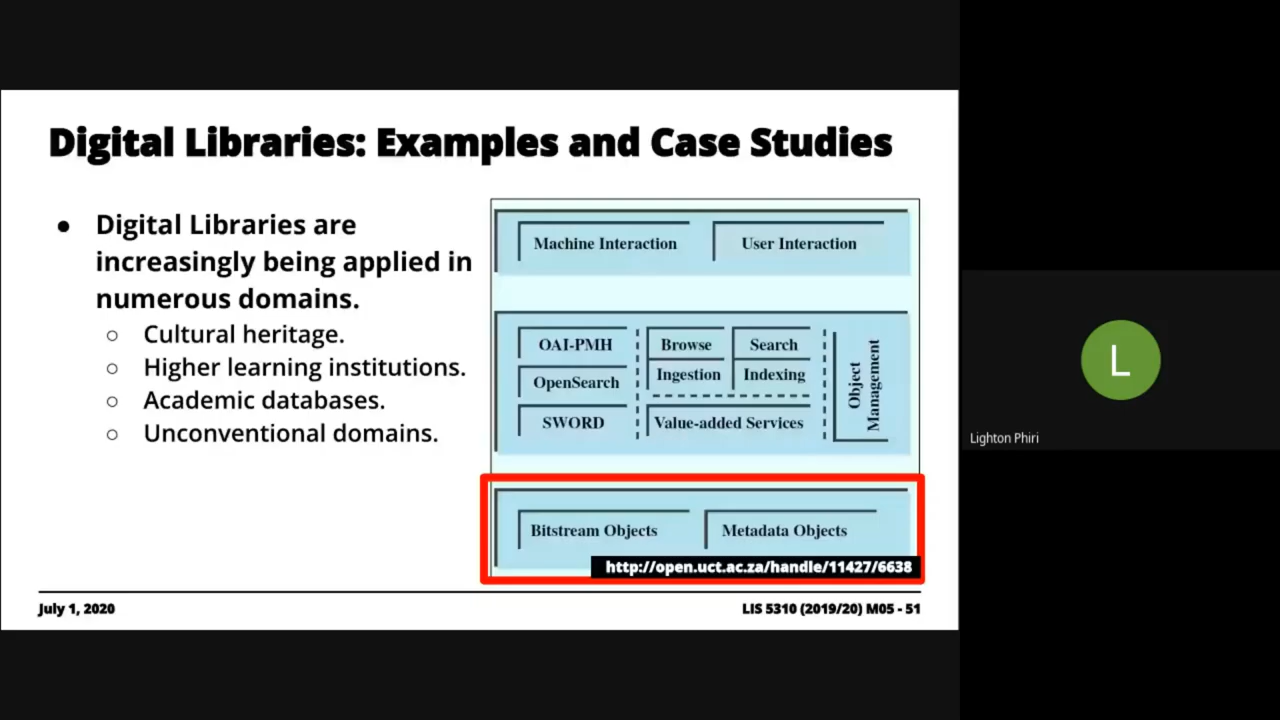 Digital Libraries: Examples and Case Studies
● Digital Libraries are
increasingly being applied in
numerous domains.
○ Cultural heritage.
○ Higher learning institutions.
○ Academic databases.
○ Unconventional domains.
Machine Interaction
User Interaction
OAI-PMH
OpenSearch
SWORD
Browse
Search
Ingestion
Indexing
Value-added Services
Object
Management
Bitstream Objects
Metadata Objects
http://open.uct.ac.za/handle/11427/6638
July 1, 2020
LIS 5310 (2019/20) M05 - 51
L
Lighton Phiri